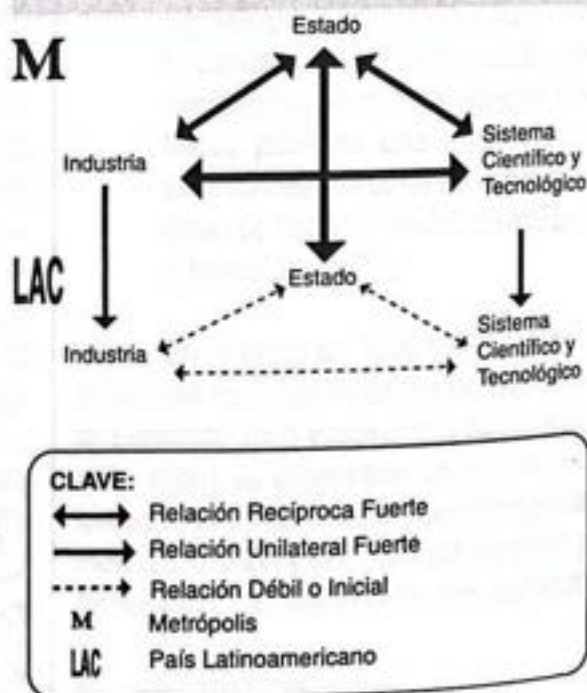 Estado
M
Industria
Sistema
Científico y
Tecnológico
LAC
Estado
Industria
Sistema
Científico y
Tecnológico
CLAVE:
Relación Recíproca Fuerte
Relación Unilateral Fuerte
Relación Débil o Inicial
M Metrópolis
LAC País Latinoamericano